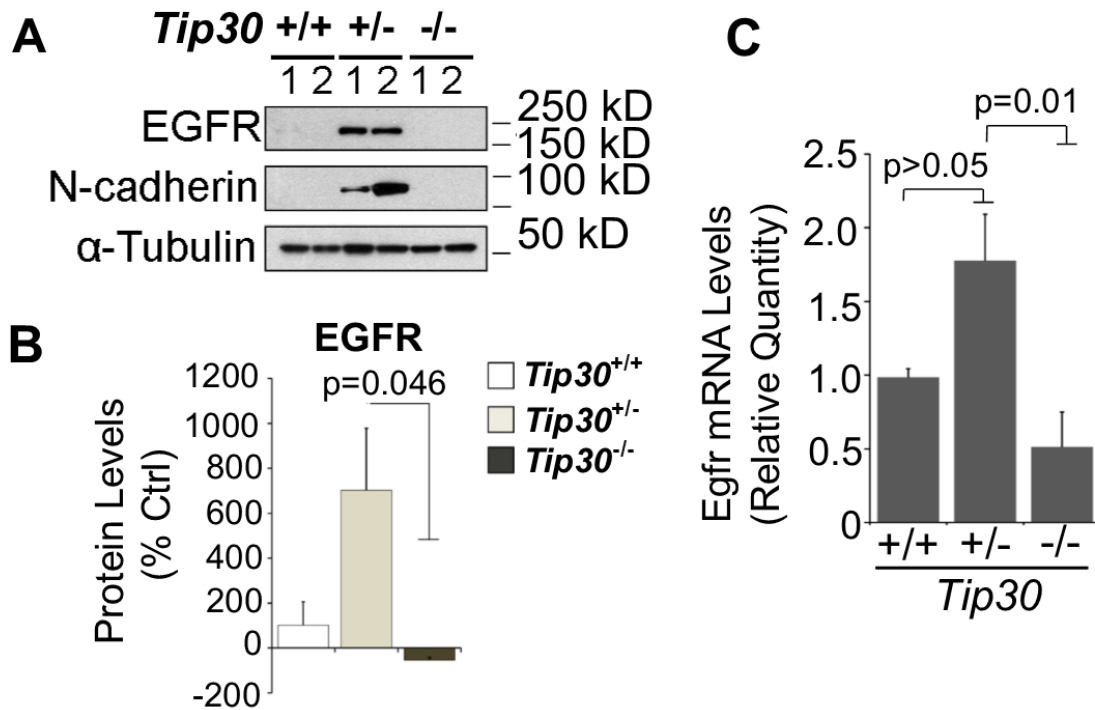 A
Tip30 +/+ +/- -/-
1 2 1 2 1 2
EGFR
250 kD
150 kD
N-cadherin
100 kD
α-Tubulin
50 kD
B
EGFR
p=0.046
Protein Levels
(% Ctrl)
1200
1000
800
600
400
200
0
-200
Tip30+/+
Tip30+/-
Tip30-/-
C
p=0.01
p>0.05
Egfr mRNA Levels
(Relative Quantity)
2.5
2.0
1.5
1.0
0.5
0
+/+ +/- -/-
Tip30